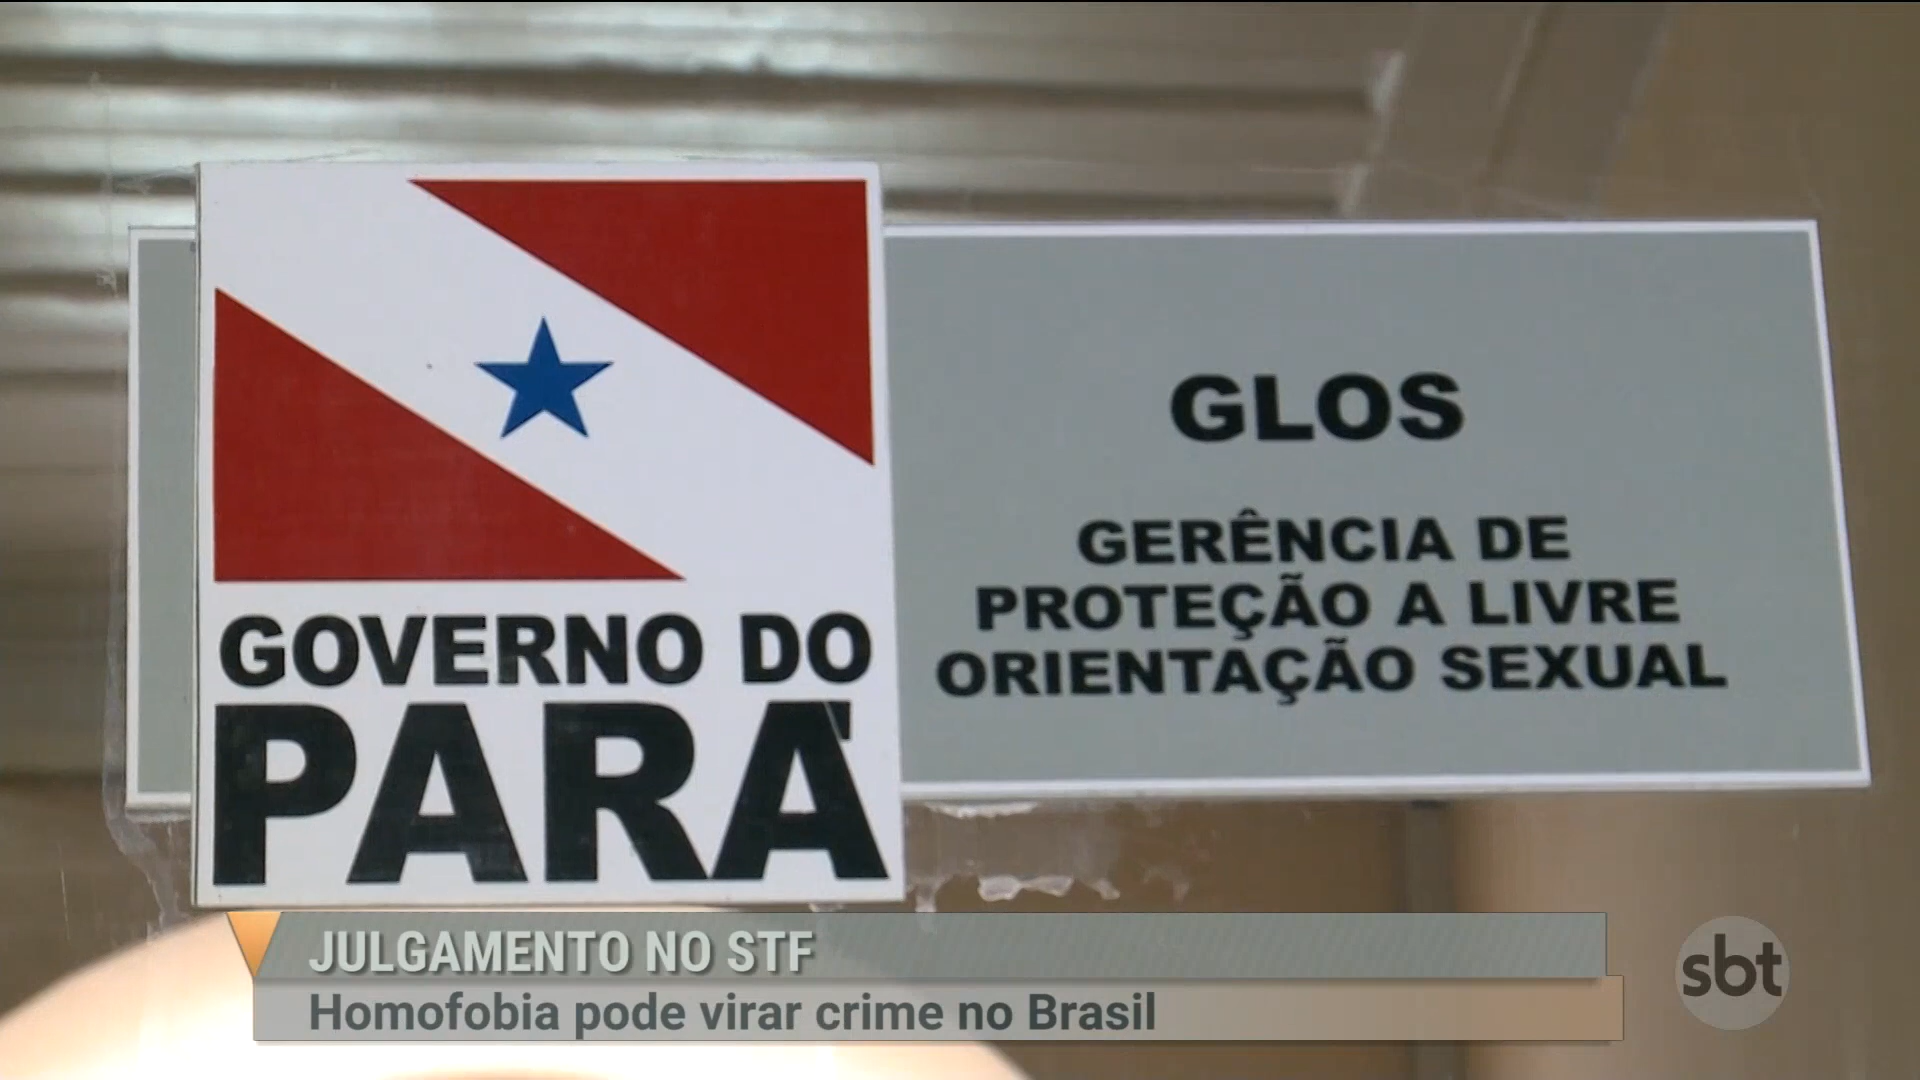 GOVERNO DO
PARÁ
GLOS
GERÊNCIA DE
PROTEÇÃO A LIVRE
ORIENTAÇÃO SEXUAL
JULGAMENTO NO STF
Homofobia pode virar crime no Brasil
sbt